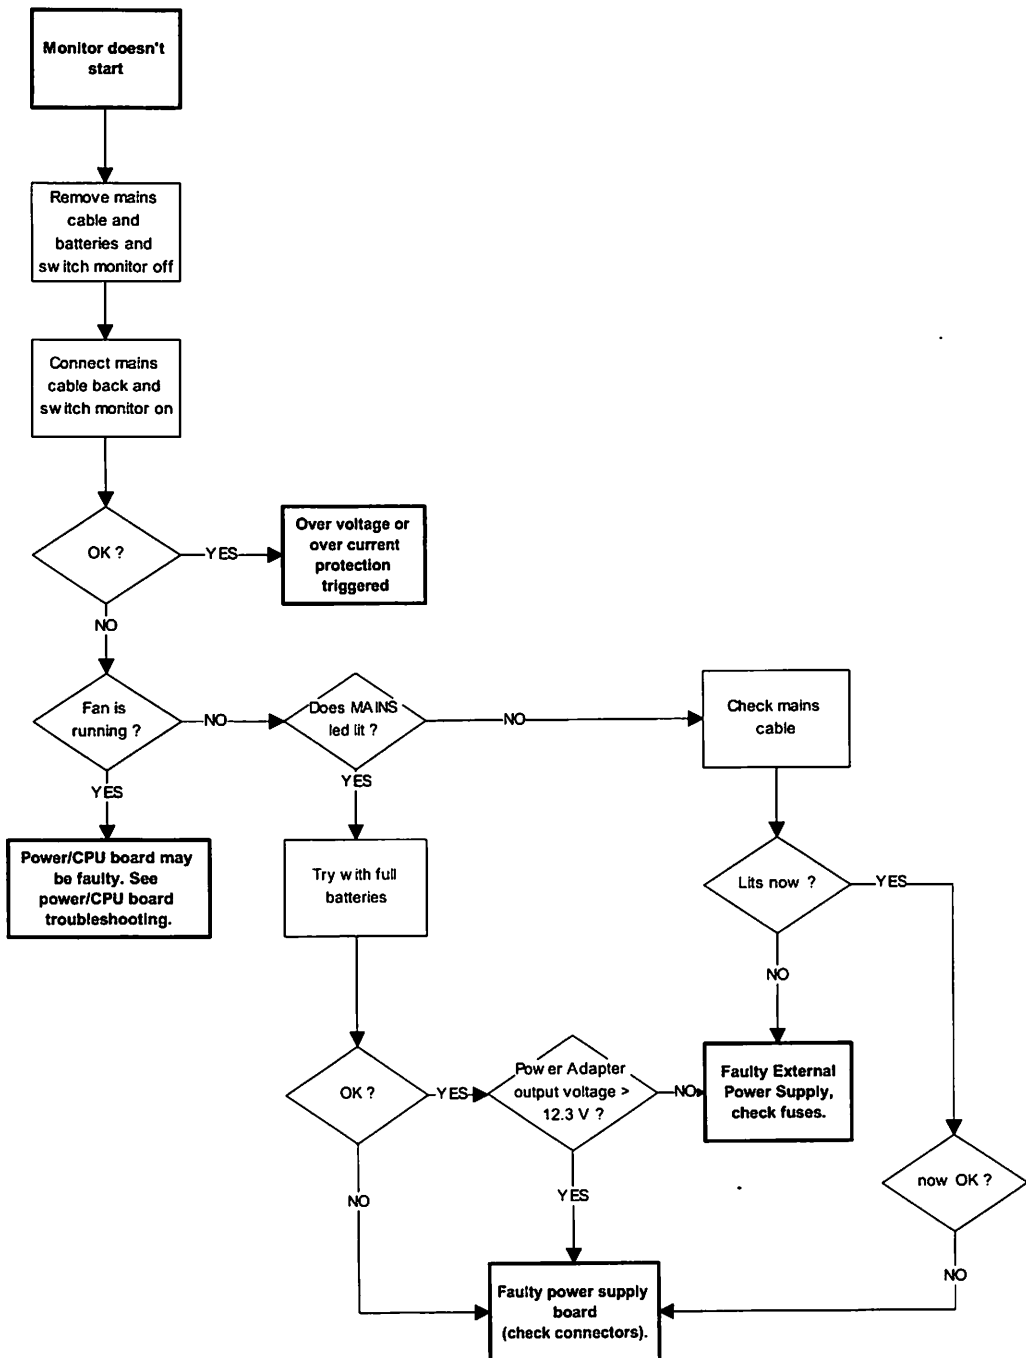 Monitor doesn't
start
Remove mains
cable and
batteries and
switch monitor off
Connect mains
cable back and
switch monitor on
OK ?
YES
Over voltage or
over current
protection
triggered
NO
Fan is
running ?
NO
Does MAINS
led lit ?
NO
Check mains
cable
YES
YES
Power/CPU board may
be faulty. See
power/CPU board
troubleshooting.
Try with full
batteries
Lits now ?
YES
NO
OK ?
YES
Power Adapter
output voltage >
12.3 V ?
NO
Faulty External
Power Supply,
check fuses.
now OK ?
NO
YES
NO
Faulty power supply
board
(check connectors).